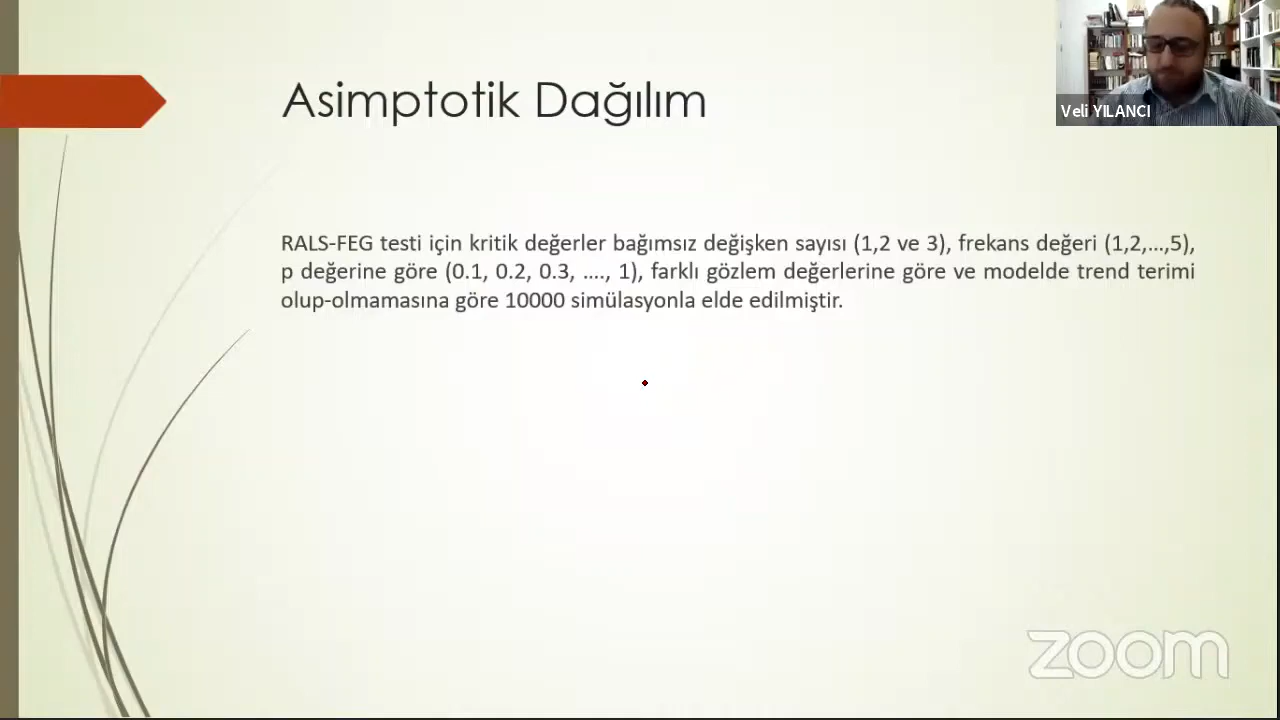 Asimptotik Dağılım
Veli YILANCI
RALS-FEG testi için kritik değerler bağımsız değişken sayısı (1,2 ve 3), frekans değeri (1,2,…,5),
p değerine göre (0.1, 0.2, 0.3, …., 1), farklı gözlem değerlerine göre ve modelde trend terimi
olup-olmamasına göre 10000 simülasyonla elde edilmiştir.
zoom